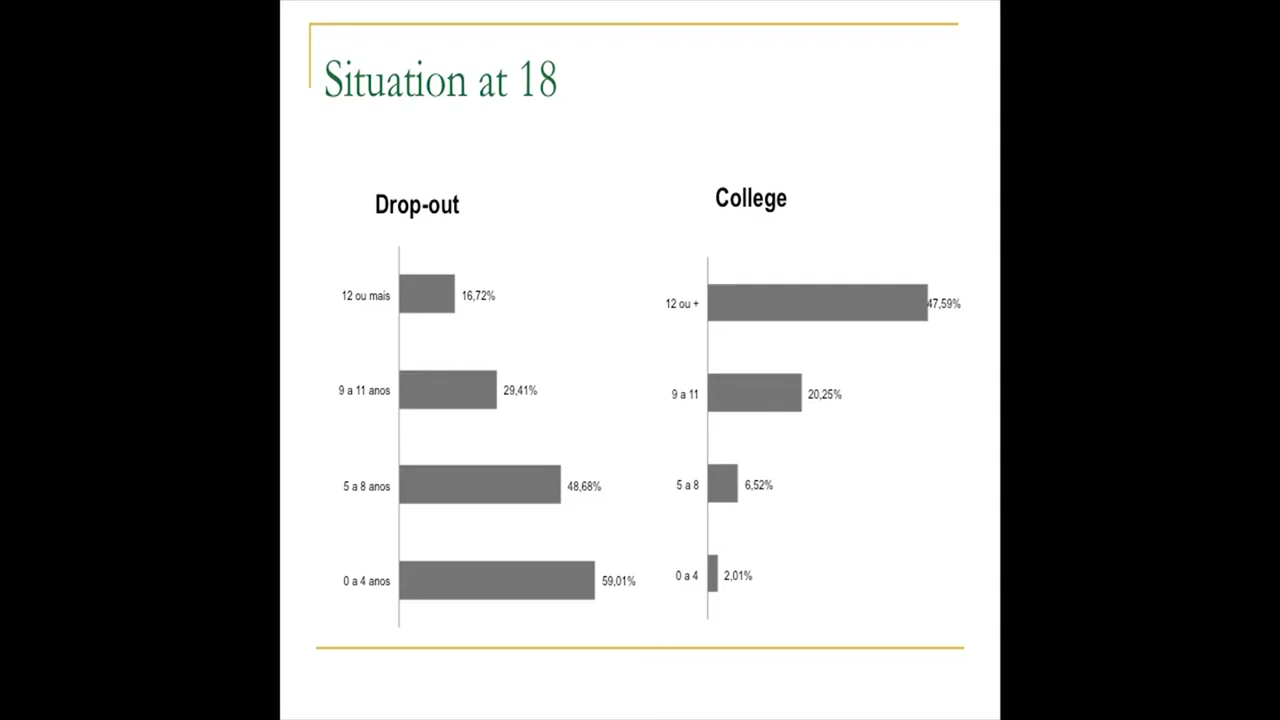 Situation at 18
Drop-out
12 ou mais 16,72%
9 a 11 anos 29,41%
5 a 8 anos 48,68%
0 a 4 anos 59,01%
College
12 ou + 47,59%
9 a 11 20,25%
5 a 8 6,52%
0 a 4 2,01%